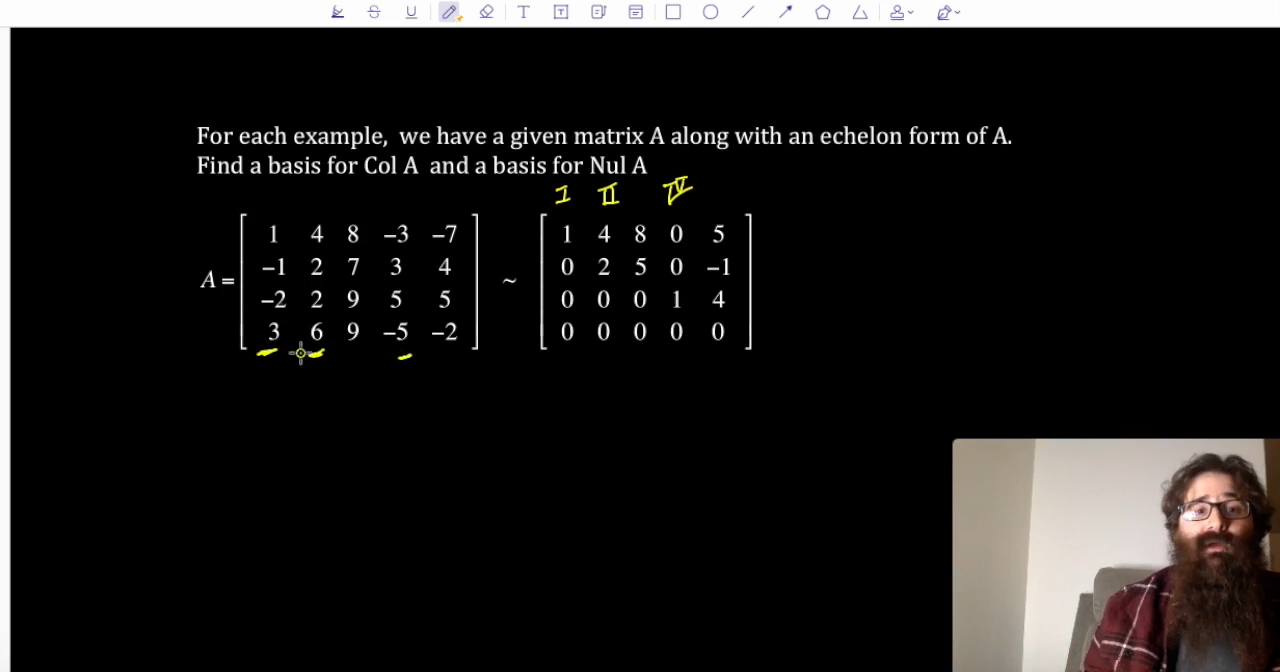 For each example, we have a given matrix A along with an echelon form of A.
Find a basis for Col A and a basis for Nul A
I II IV
A = [ 1 4 8 −3 −7 ] ~ [ 1 4 8 0 5 ]
−1 2 7 3 4 0 2 5 0 −1
−2 2 9 5 5 0 0 0 1 4
3 6 9 −5 −2 0 0 0 0 0